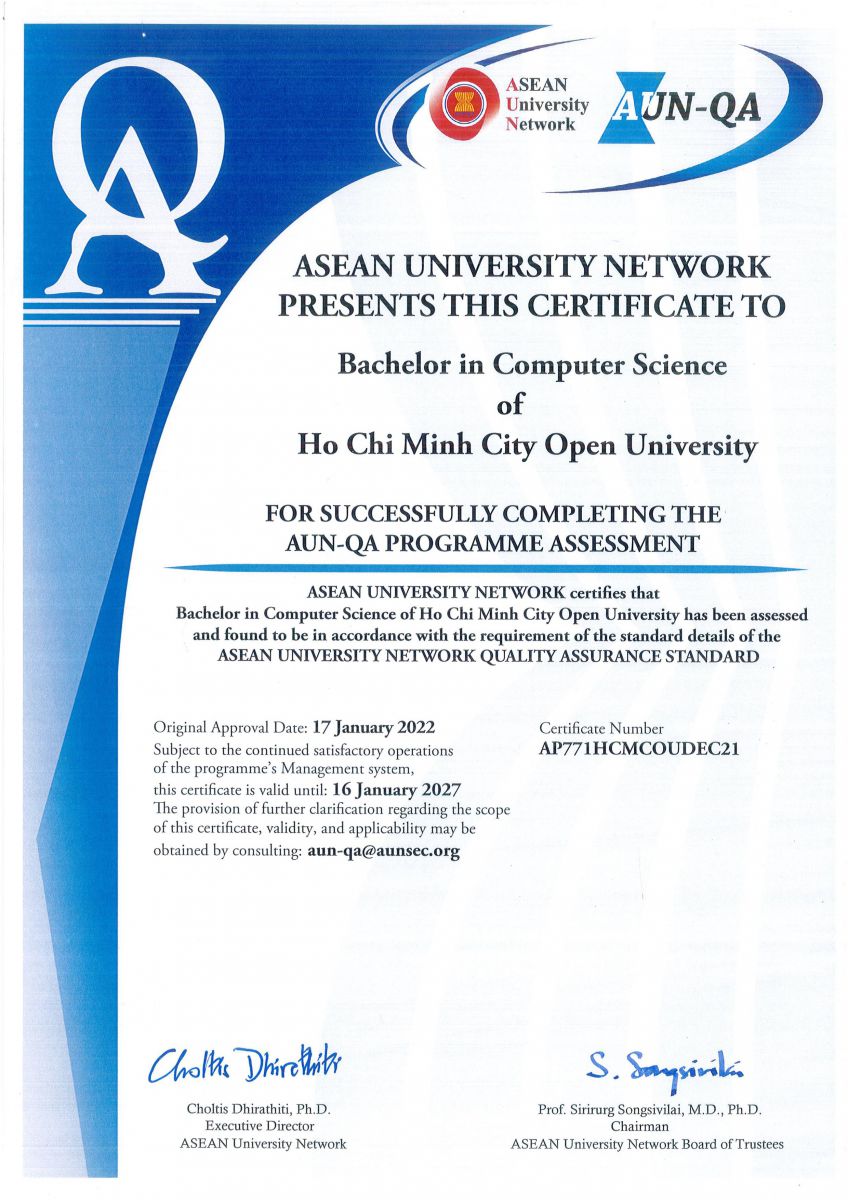 QA
ASEAN
University
Network
AUN-QA
ASEAN UNIVERSITY NETWORK
PRESENTS THIS CERTIFICATE TO
Bachelor in Computer Science
of
Ho Chi Minh City Open University
FOR SUCCESSFULLY COMPLETING THE
AUN-QA PROGRAMME ASSESSMENT
ASEAN UNIVERSITY NETWORK certifies that
Bachelor in Computer Science of Ho Chi Minh City Open University has been assessed
and found to be in accordance with the requirement of the standard details of the
ASEAN UNIVERSITY NETWORK QUALITY ASSURANCE STANDARD
Original Approval Date: 17 January 2022
Subject to the continued satisfactory operations
of the programme's Management system,
this certificate is valid until: 16 January 2027
The provision of further clarification regarding the scope
of this certificate, validity, and applicability may be
obtained by consulting: aun-qa@aunsec.org
Certificate Number
AP771HCMCOUDEC21
Choltis Dhirathiti
S. Songsivilai
Choltis Dhirathiti, Ph.D.
Executive Director
ASEAN University Network
Prof. Sirirurg Songsivilai, M.D., Ph.D.
Chairman
ASEAN University Network Board of Trustees